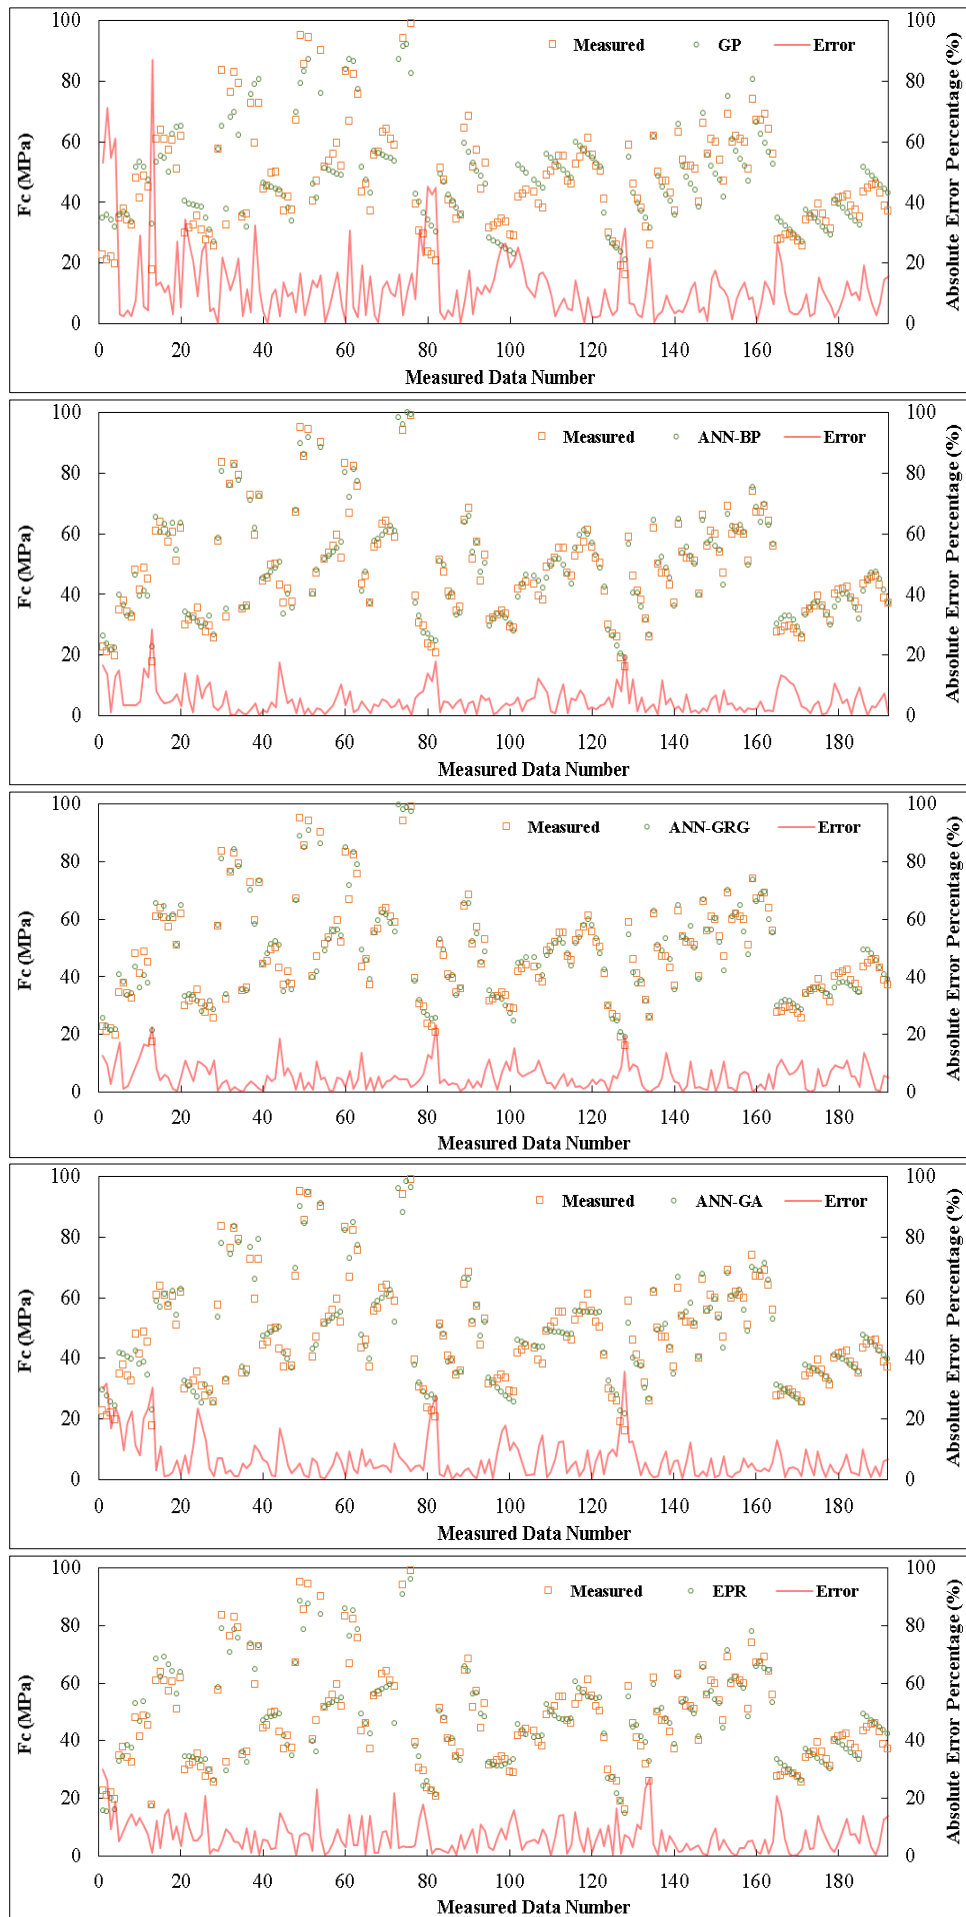 100 100
Measured GP Error
80 80
60 60
40 40
20 20
0 0
0 20 40 60 80 100 120 140 160 180
Fc (MPa)
Absolute Error Percentage (%)
Measured Data Number
100 100
Measured ANN-BP Error
80 80
60 60
40 40
20 20
0 0
0 20 40 60 80 100 120 140 160 180
Fc (MPa)
Absolute Error Percentage (%)
Measured Data Number
100 100
Measured ANN-GRG Error
80 80
60 60
40 40
20 20
0 0
0 20 40 60 80 100 120 140 160 180
Fc (MPa)
Absolute Error Percentage (%)
Measured Data Number
100 100
Measured ANN-GA Error
80 80
60 60
40 40
20 20
0 0
0 20 40 60 80 100 120 140 160 180
Fc (MPa)
Absolute Error Percentage (%)
Measured Data Number
100 100
Measured EPR Error
80 80
60 60
40 40
20 20
0 0
0 20 40 60 80 100 120 140 160 180
Fc (MPa)
Absolute Error Percentage (%)
Measured Data Number